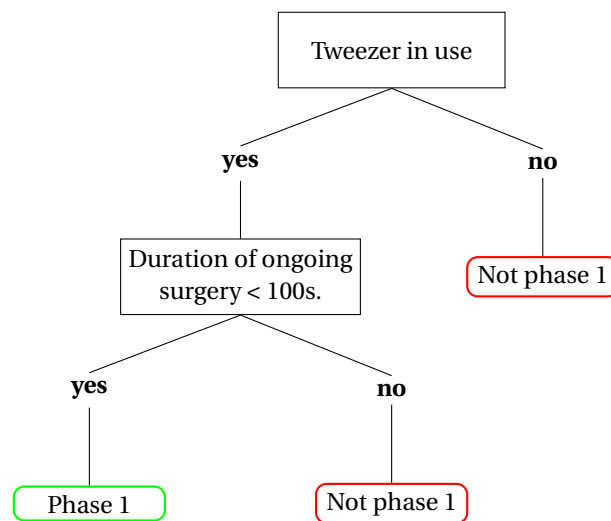 Tweezer in use
yes
no
Duration of ongoing
surgery < 100s.
Not phase 1
yes
no
Phase 1
Not phase 1